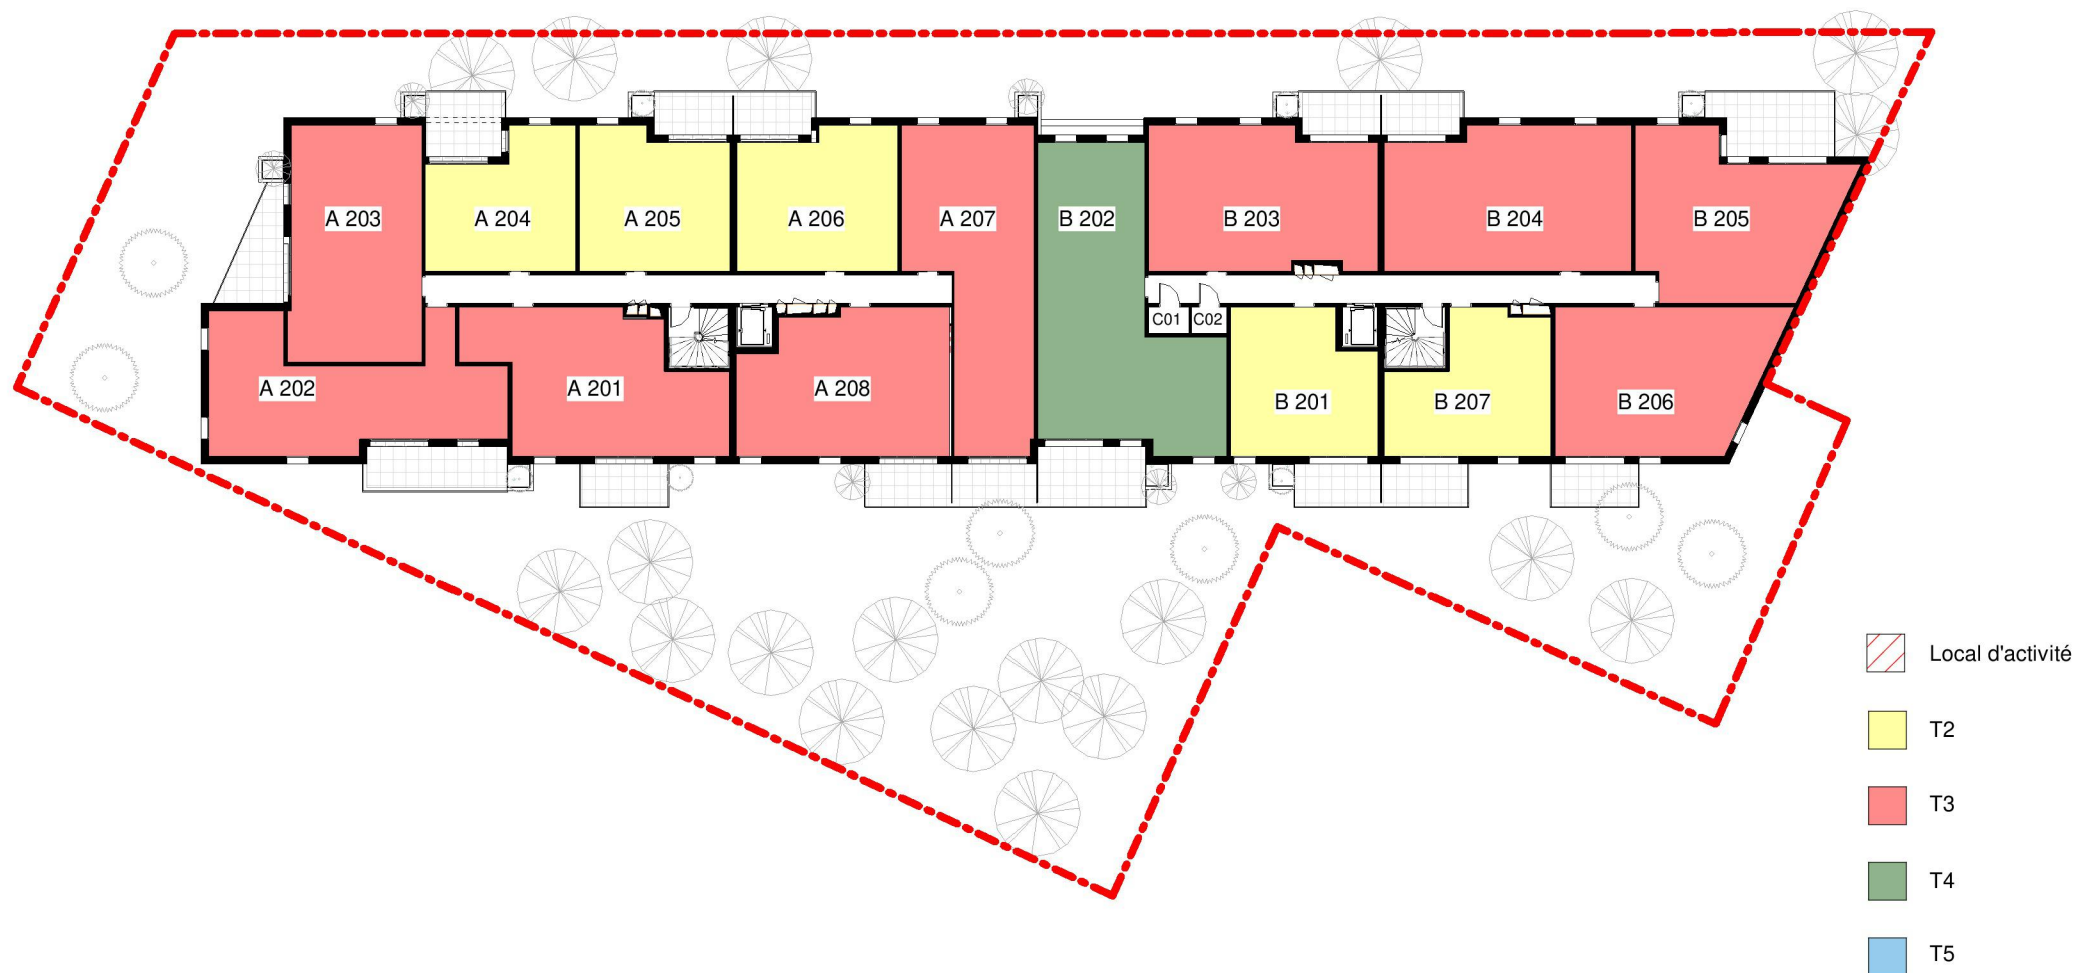 A 203
A 204
A 205
A 206
A 207
B 202
B 203
B 204
B 205
C01
C02
A 202
A 201
A 208
B 201
B 207
B 206
Local d'activité
T2
T3
T4
T5